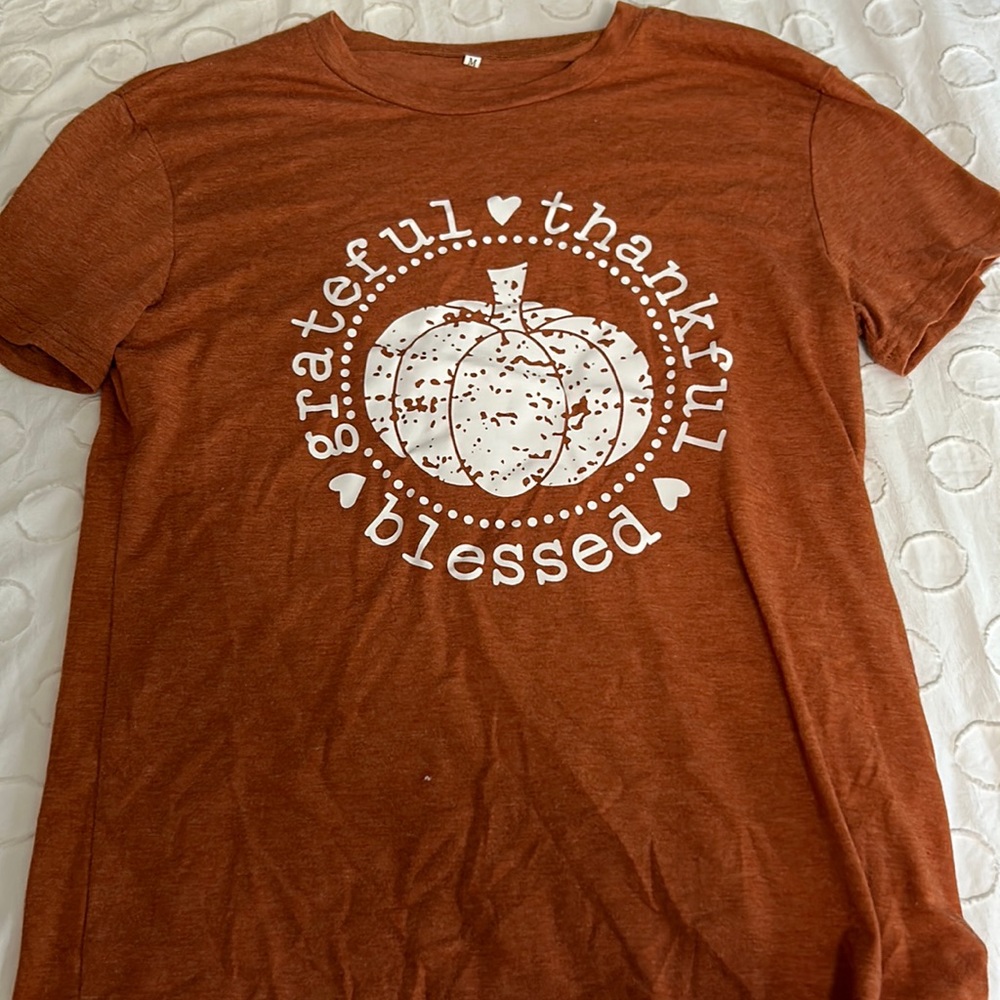 M
grateful ♥ thankful
♥ blessed ♥